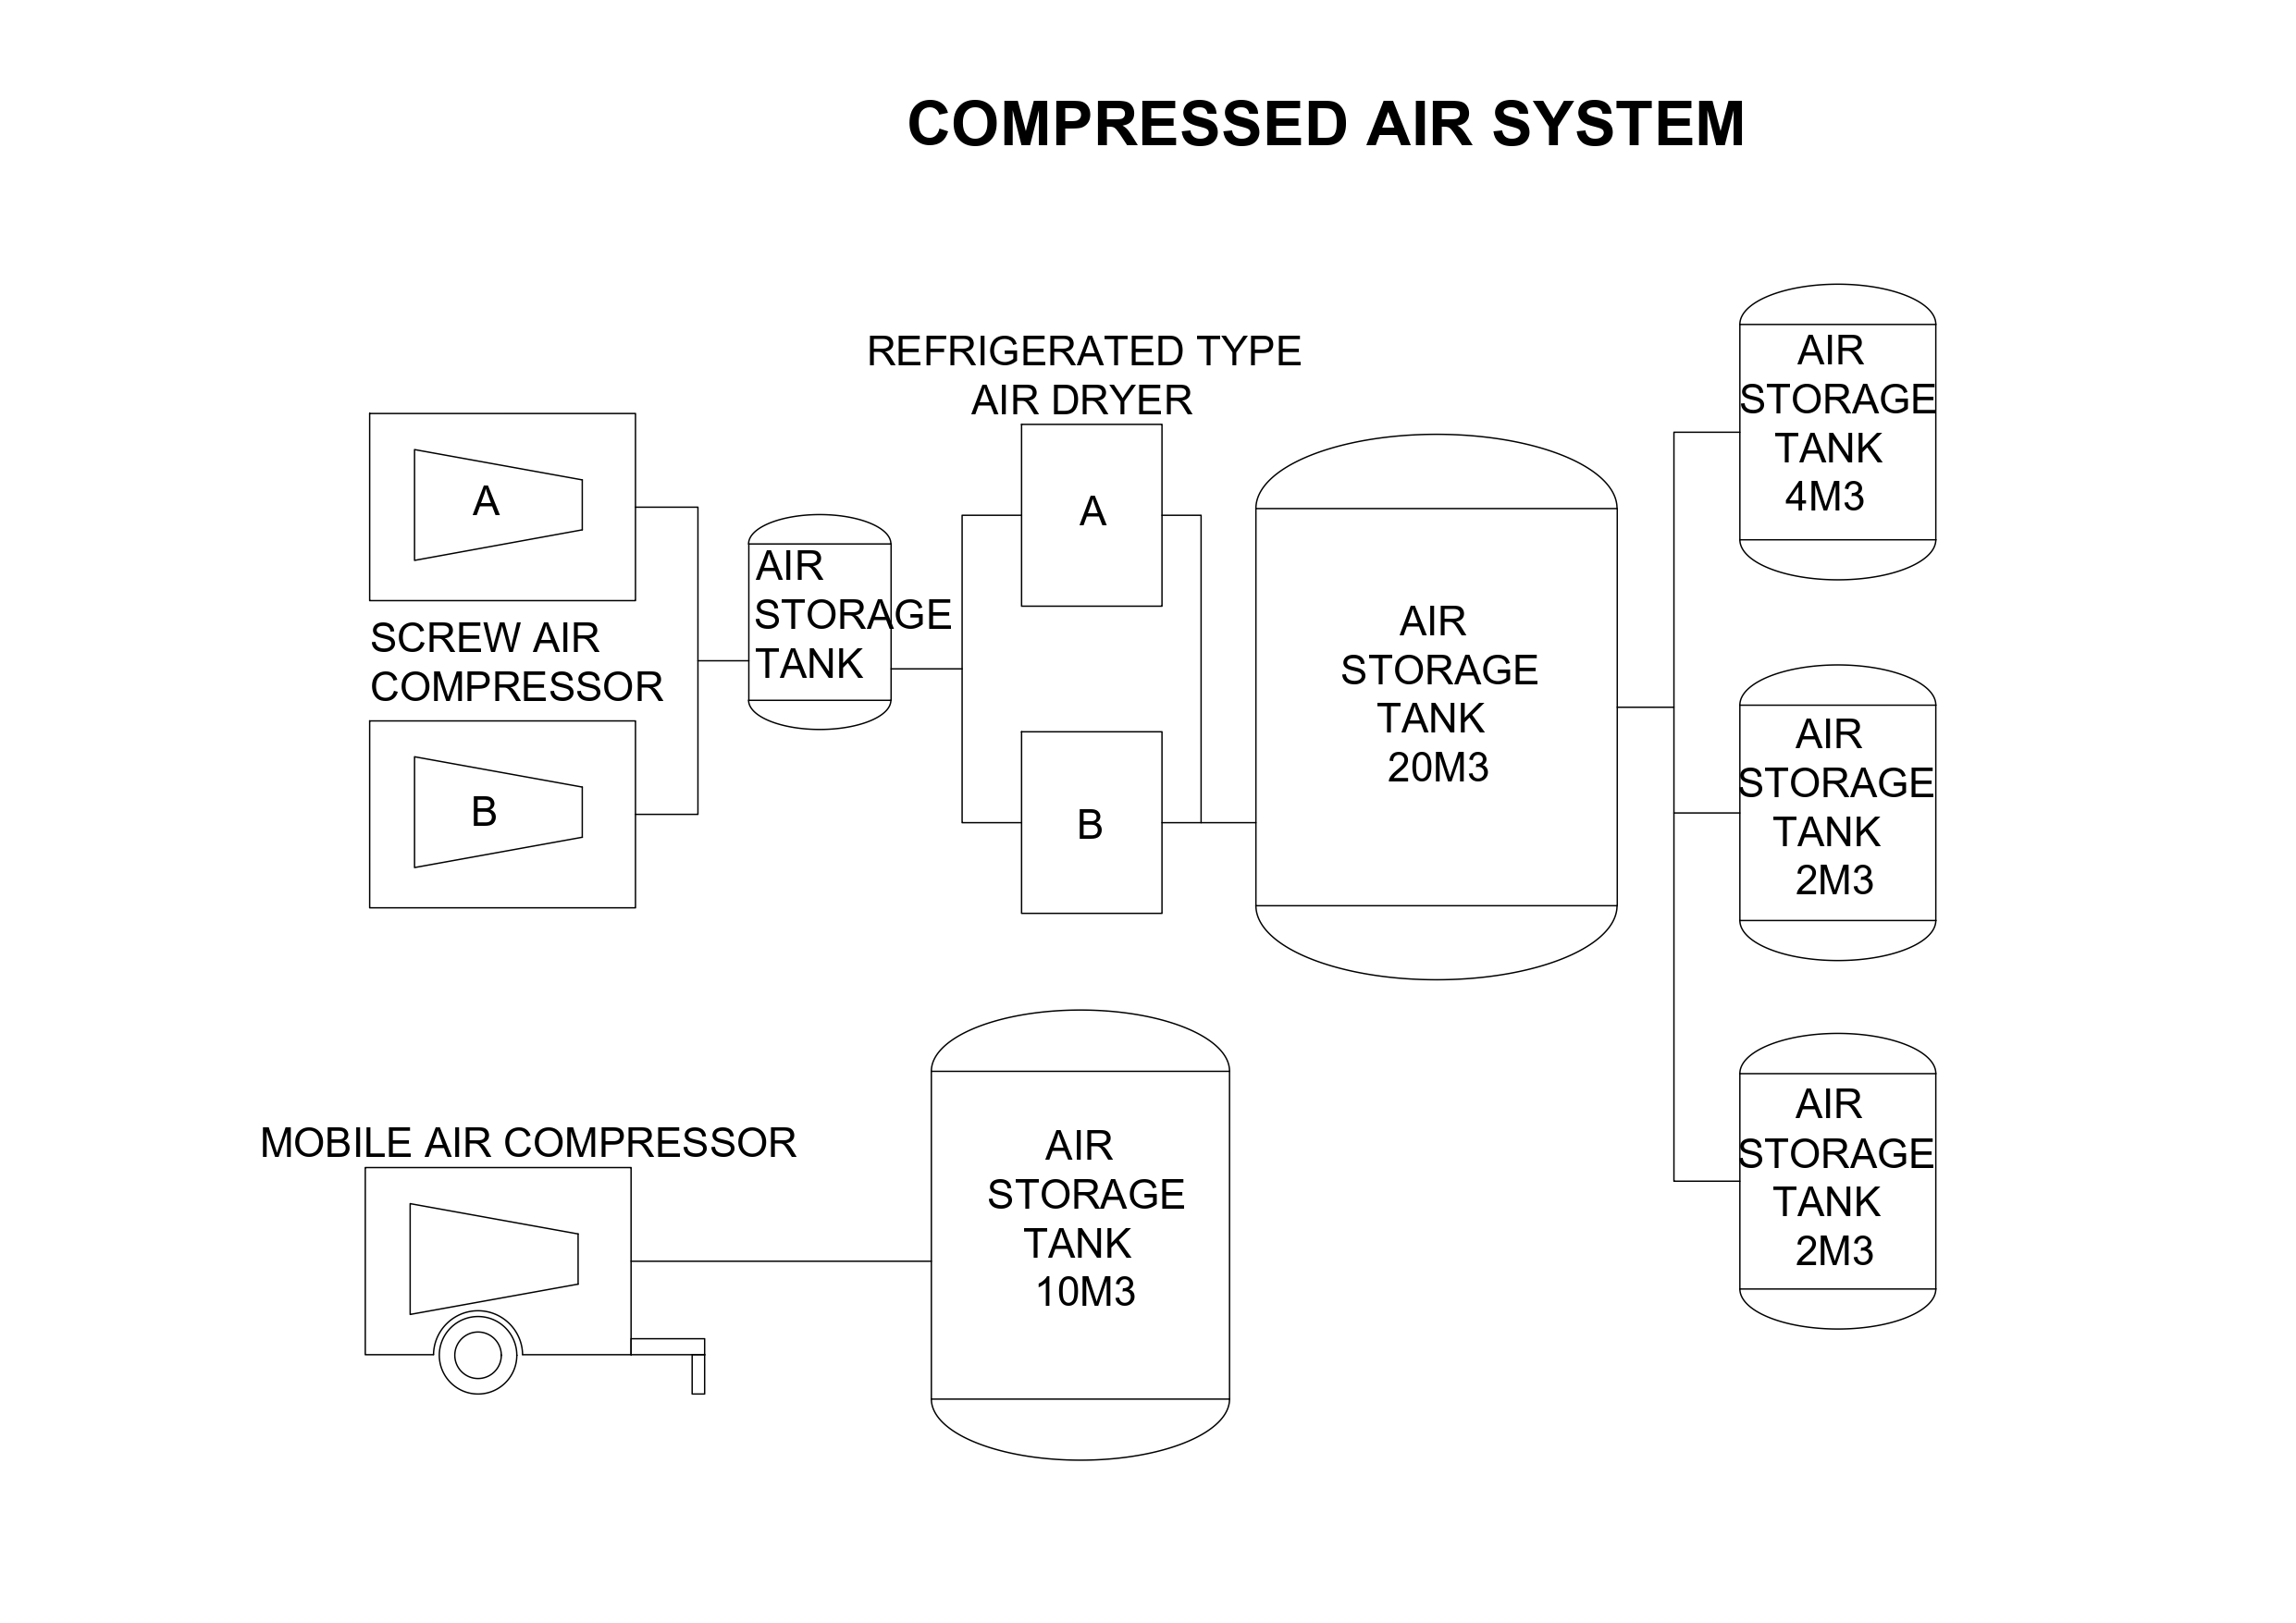 COMPRESSED AIR SYSTEM
REFRIGERATED TYPE
AIR DRYER
A
SCREW AIR
COMPRESSOR
B
AIR
STORAGE
TANK
A
B
AIR
STORAGE
TANK
20M3
AIR
STORAGE
TANK
4M3
AIR
STORAGE
TANK
2M3
AIR
STORAGE
TANK
2M3
MOBILE AIR COMPRESSOR
AIR
STORAGE
TANK
10M3